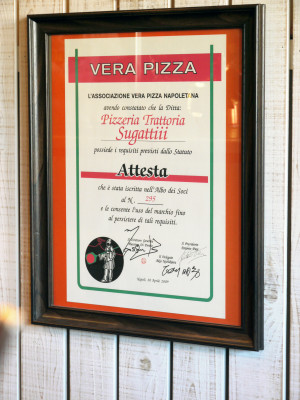 VERA PIZZA
L'ASSOCIAZIONE VERA PIZZA NAPOLETANA
avendo constatato che la Ditta:
Pizzeria Trattoria
Sugattiii
possiede i requisiti previsti dallo Statuto
Attesta
che è stata iscritta nell'Albo dei Soci
al N. 295
e le consente l'uso del marchio fino
al persistere di tali requisiti.
Il Presidente